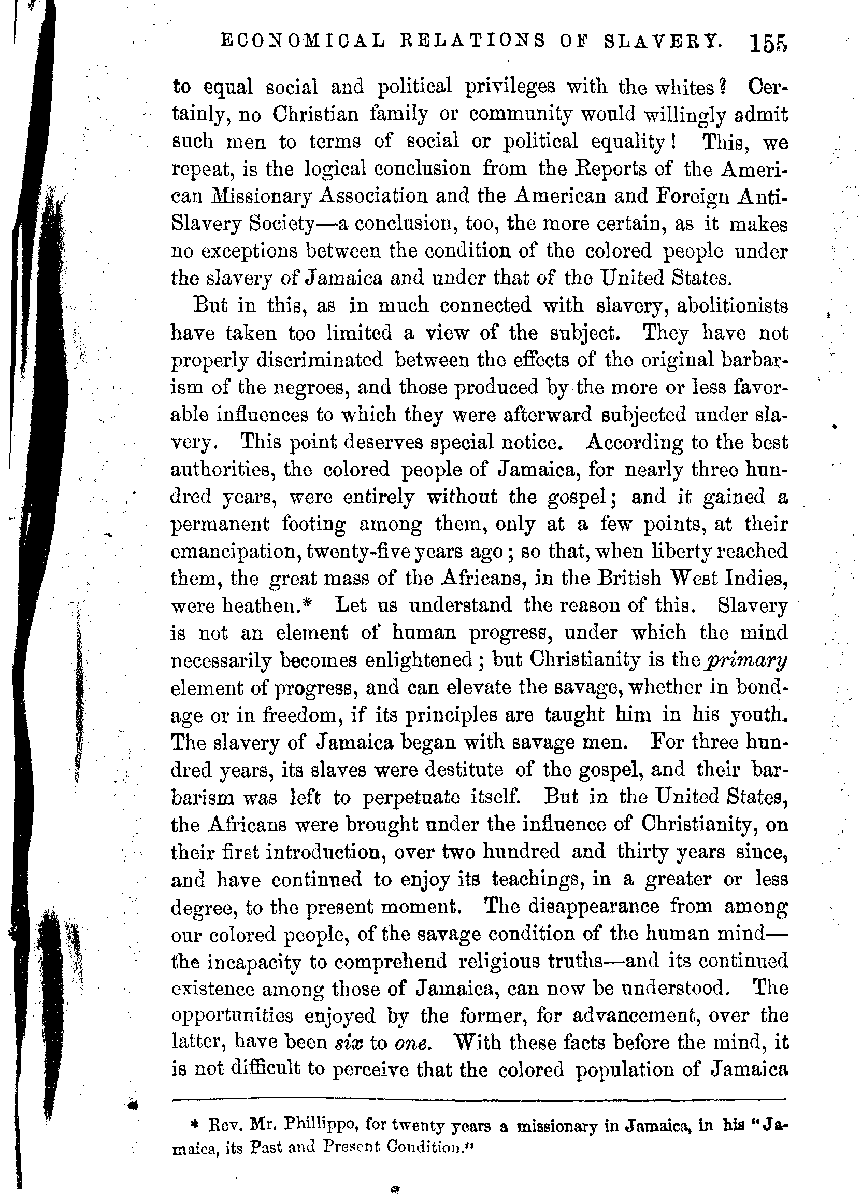 ECONOMICAL RELATIONS OF SLAVERY. 155
to equal social and political privileges with the whites? Cer-
tainly, no Christian family or community would willingly admit
such men to terms of social or political equality! This, we
repeat, is the logical conclusion from the Reports of the Ameri-
can Missionary Association and the American and Foreign Anti-
Slavery Society—a conclusion, too, the more certain, as it makes
no exceptions between the condition of the colored people under
the slavery of Jamaica and under that of the United States.
But in this, as in much connected with slavery, abolitionists
have taken too limited a view of the subject. They have not
properly discriminated between the effects of the original barbar-
ism of the negroes, and those produced by the more or less favor-
able influences to which they were afterward subjected under sla-
very. This point deserves special notice. According to the best
authorities, the colored people of Jamaica, for nearly three hun-
dred years, were entirely without the gospel; and it gained a
permanent footing among them, only at a few points, at their
emancipation, twenty-five years ago; so that, when liberty reached
them, the great mass of the Africans, in the British West Indies,
were heathen.* Let us understand the reason of this. Slavery
is not an element of human progress, under which the mind
necessarily becomes enlightened; but Christianity is the primary
element of progress, and can elevate the savage, whether in bond-
age or in freedom, if its principles are taught him in his youth.
The slavery of Jamaica began with savage men. For three hun-
dred years, its slaves were destitute of the gospel, and their bar-
barism was left to perpetuate itself. But in the United States,
the Africans were brought under the influence of Christianity, on
their first introduction, over two hundred and thirty years since,
and have continued to enjoy its teachings, in a greater or less
degree, to the present moment. The disappearance from among
our colored people, of the savage condition of the human mind—
the incapacity to comprehend religious truths—and its continued
existence among those of Jamaica, can now be understood. The
opportunities enjoyed by the former, for advancement, over the
latter, have been six to one. With these facts before the mind, it
is not difficult to perceive that the colored population of Jamaica
* Rev. Mr. Phillippo, for twenty years a missionary in Jamaica, in his "Ja-
maica, its Past and Present Condition."